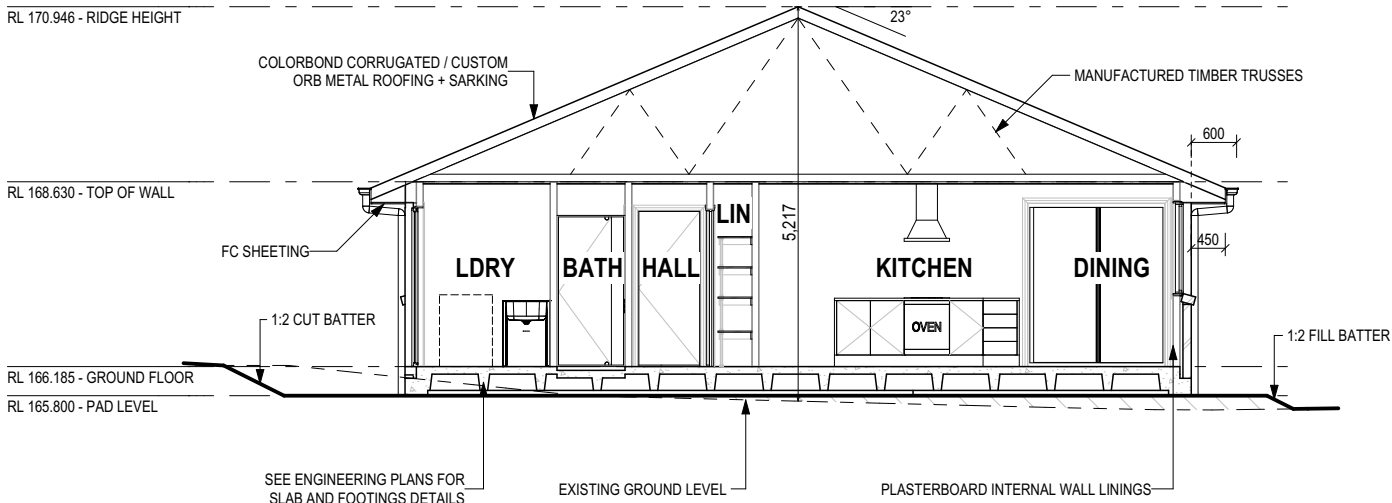 RL 170.946 - RIDGE HEIGHT
23°
COLORBOND CORRUGATED / CUSTOM
ORB METAL ROOFING + SARKING
MANUFACTURED TIMBER TRUSSES
600
RL 168.630 - TOP OF WALL
LIN
5,217
FC SHEETING
450
LDRY
BATH
HALL
KITCHEN
DINING
1:2 CUT BATTER
OVEN
1:2 FILL BATTER
RL 166.185 - GROUND FLOOR
RL 165.800 - PAD LEVEL
SEE ENGINEERING PLANS FOR
SLAB AND FOOTINGS DETAILS
EXISTING GROUND LEVEL
PLASTERBOARD INTERNAL WALL LININGS